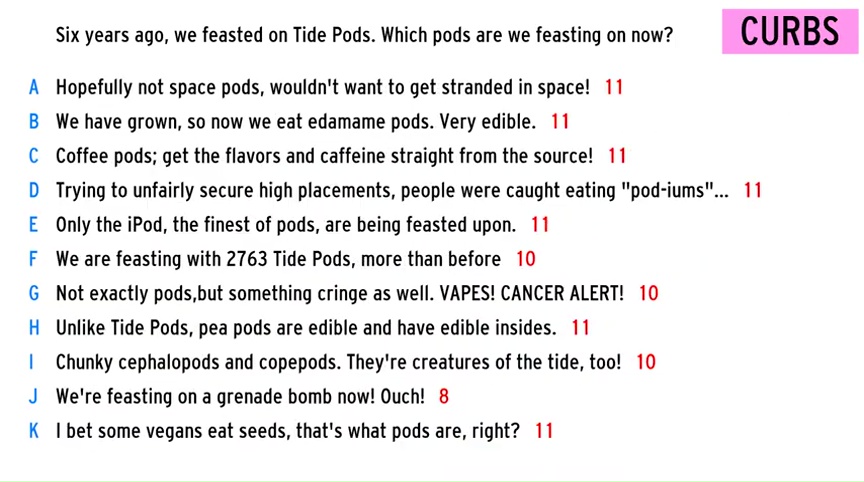 Six years ago, we feasted on Tide Pods. Which pods are we feasting on now?
CURBS
A Hopefully not space pods, wouldn't want to get stranded in space! 11
B We have grown, so now we eat edamame pods. Very edible. 11
C Coffee pods; get the flavors and caffeine straight from the source! 11
D Trying to unfairly secure high placements, people were caught eating "pod-iums"... 11
E Only the iPod, the finest of pods, are being feasted upon. 11
F We are feasting with 2763 Tide Pods, more than before 10
G Not exactly pods,but something cringe as well. VAPES! CANCER ALERT! 10
H Unlike Tide Pods, pea pods are edible and have edible insides. 11
I Chunky cephalopods and copepods. They're creatures of the tide, too! 10
J We're feasting on a grenade bomb now! Ouch! 8
K I bet some vegans eat seeds, that's what pods are, right? 11